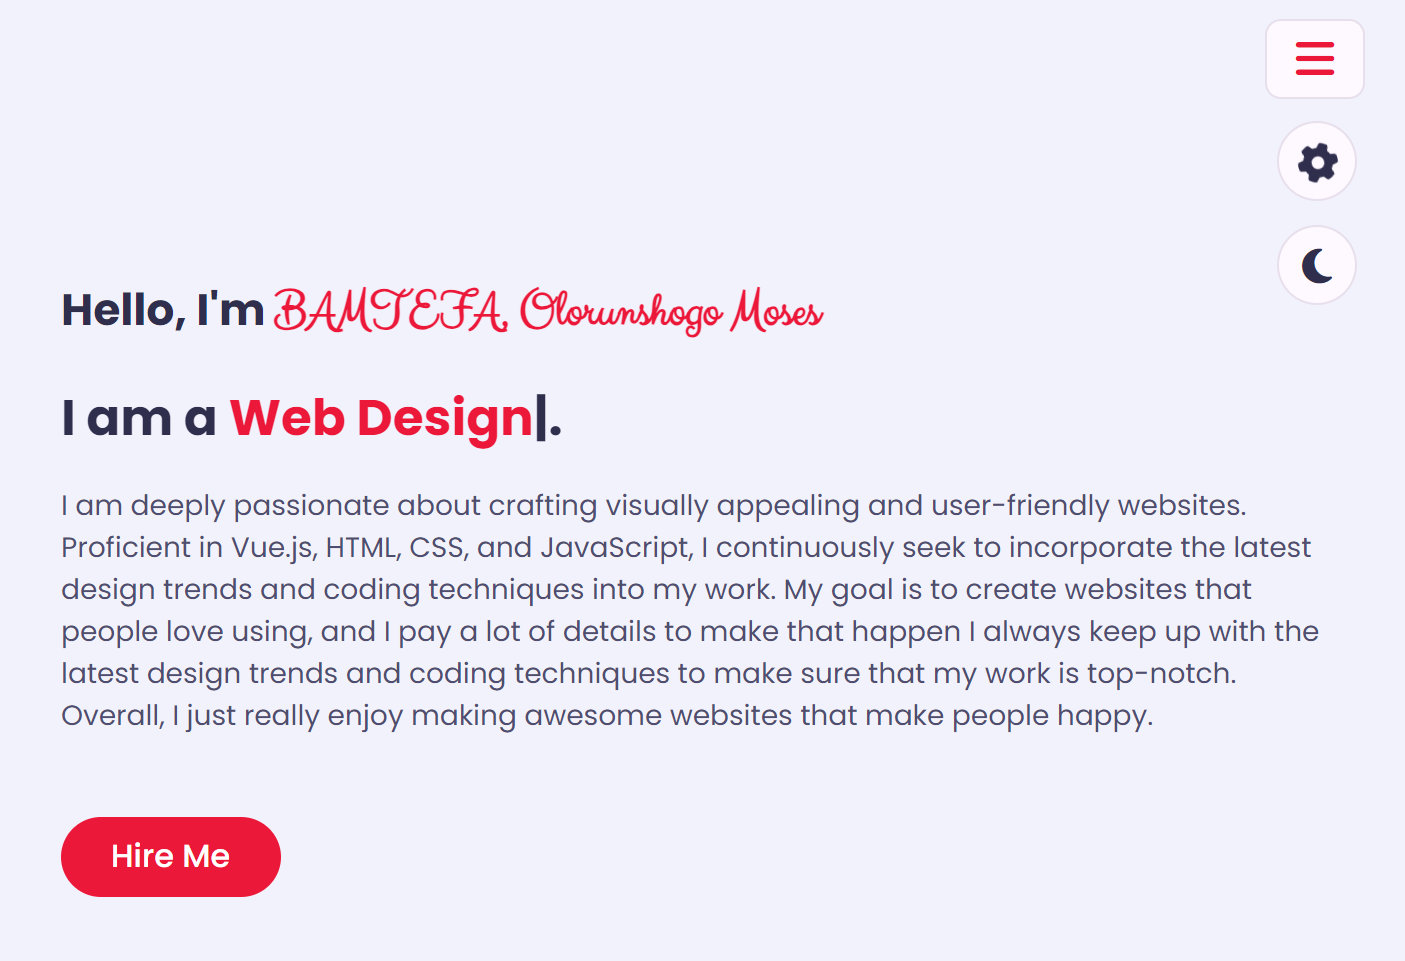 Hello, I'm BAMTEFA, Olorunshogo Moses
I am a Web Design|.
I am deeply passionate about crafting visually appealing and user-friendly websites.
Proficient in Vue.js, HTML, CSS, and JavaScript, I continuously seek to incorporate the latest
design trends and coding techniques into my work. My goal is to create websites that
people love using, and I pay a lot of details to make that happen I always keep up with the
latest design trends and coding techniques to make sure that my work is top-notch.
Overall, I just really enjoy making awesome websites that make people happy.
Hire Me